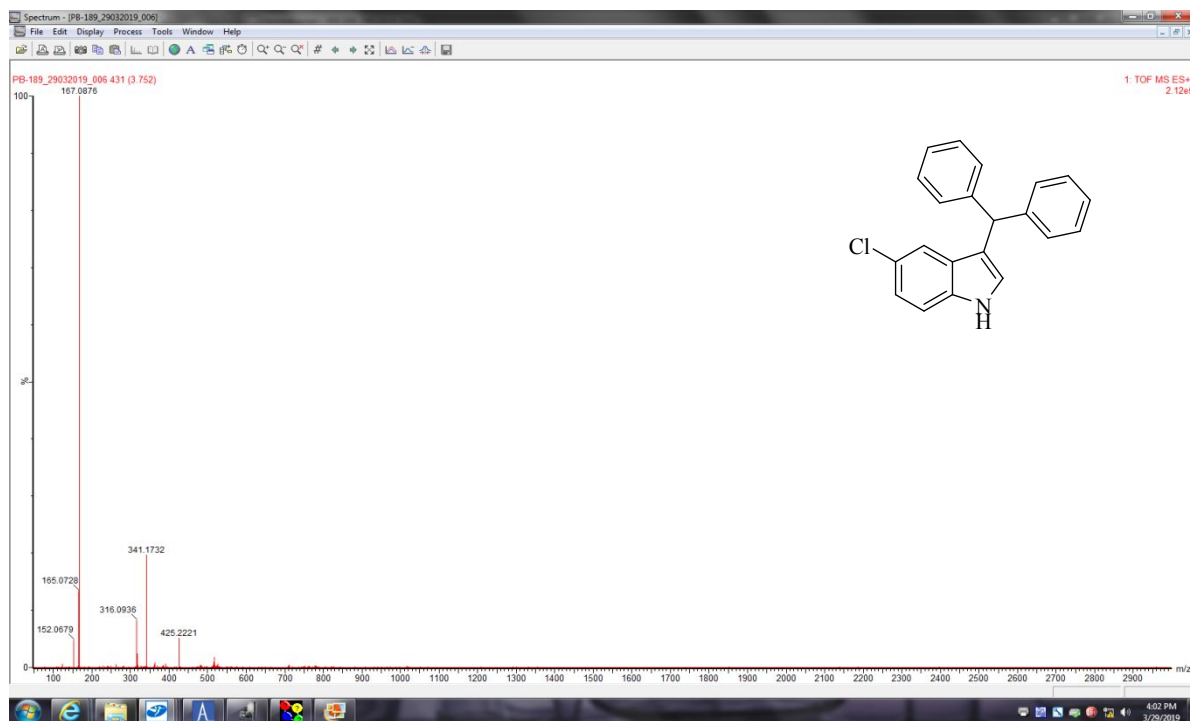 Spectrum - [PB-189_29032019_006]
File Edit Display Process Tools Window Help
PB-189_29032019_006 431 (3.752)
1: TOF MS ES+
100
167.0876
%
Cl
N
H
341.1732
165.0728
316.0936
152.0679
425.2221
0
m/z
100 200 300 400 500 600 700 800 900 1000 1100 1200 1300 1400 1500 1600 1700 1800 1900 2000 2100 2200 2300 2400 2500 2600 2700 2800 2900
4:02 PM
3/29/2019